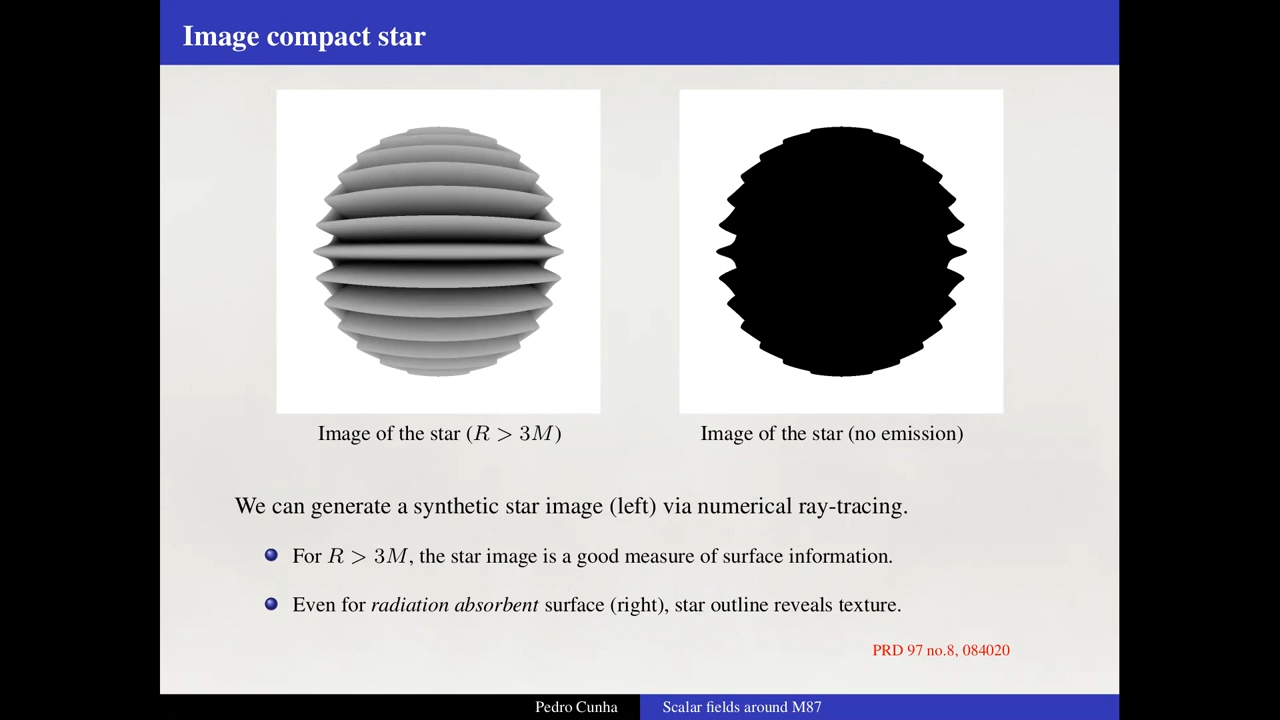 Image compact star
Image of the star (R > 3M)
Image of the star (no emission)
We can generate a synthetic star image (left) via numerical ray-tracing.
For R > 3M, the star image is a good measure of surface information.
Even for radiation absorbent surface (right), star outline reveals texture.
PRD 97 no.8, 084020
Pedro Cunha
Scalar fields around M87